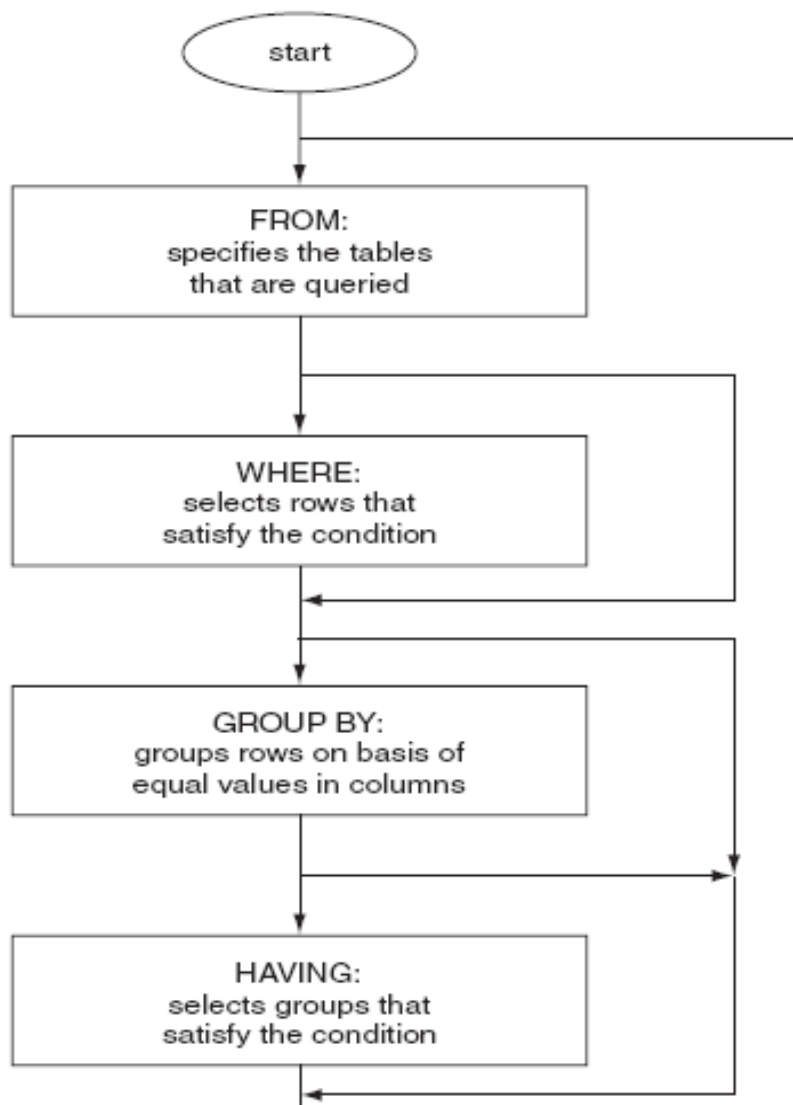 start
FROM:
specifies the tables
that are queried
WHERE:
selects rows that
satisfy the condition
GROUP BY:
groups rows on basis of
equal values in columns
HAVING:
selects groups that
satisfy the condition